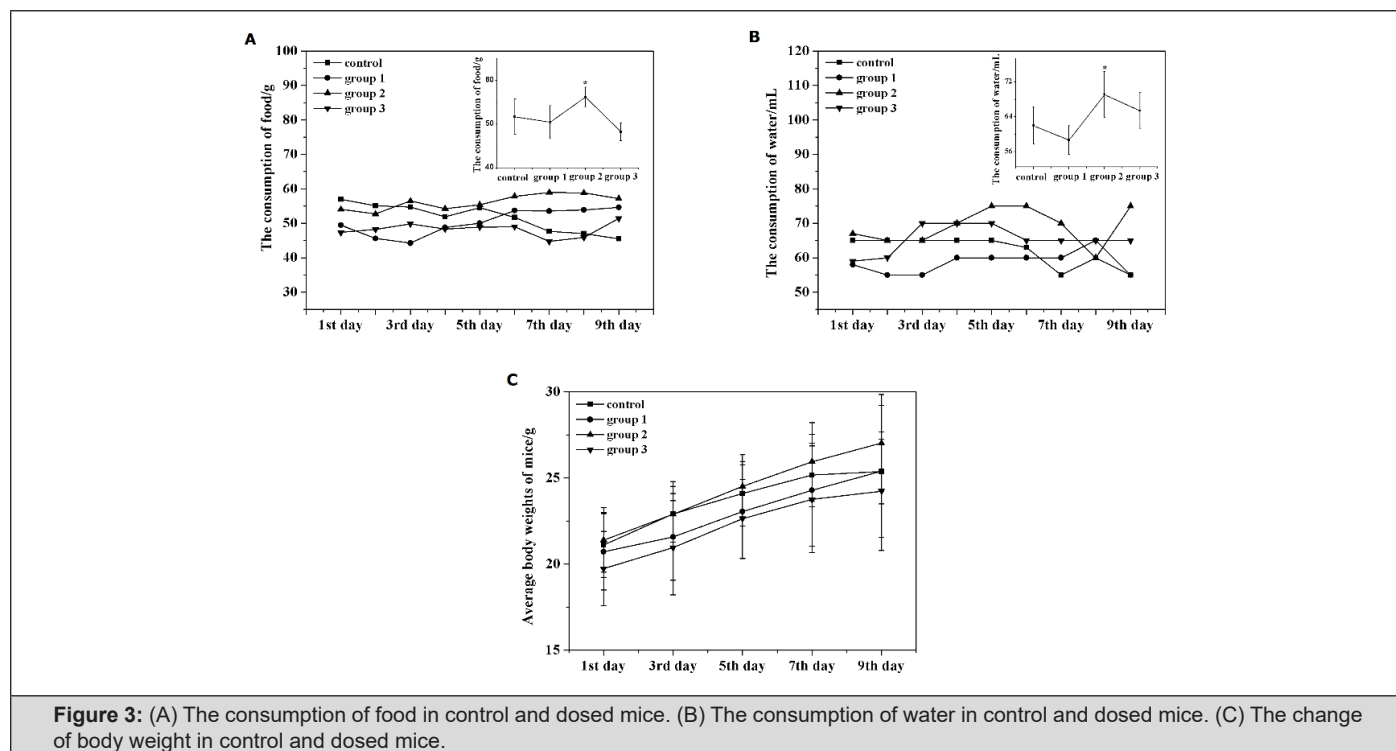 A
The consumption of food/g
100
90
80
70
60
50
40
30
control
group 1
group 2
group 3
The consumption of food/g
60
50
40
*
control group 1 group 2 group 3
1st day 3rd day 5th day 7th day 9th day
B
The consumption of water/mL
120
110
100
90
80
70
60
50
control
group 1
group 2
group 3
The consumption of water/mL
72
64
56
*
control group 1 group 2 group 3
1st day 3rd day 5th day 7th day 9th day
C
Average body weights of mice/g
30
25
20
15
control
group 1
group 2
group 3
1st day 3rd day 5th day 7th day 9th day
Figure 3: (A) The consumption of food in control and dosed mice. (B) The consumption of water in control and dosed mice. (C) The change
of body weight in control and dosed mice.